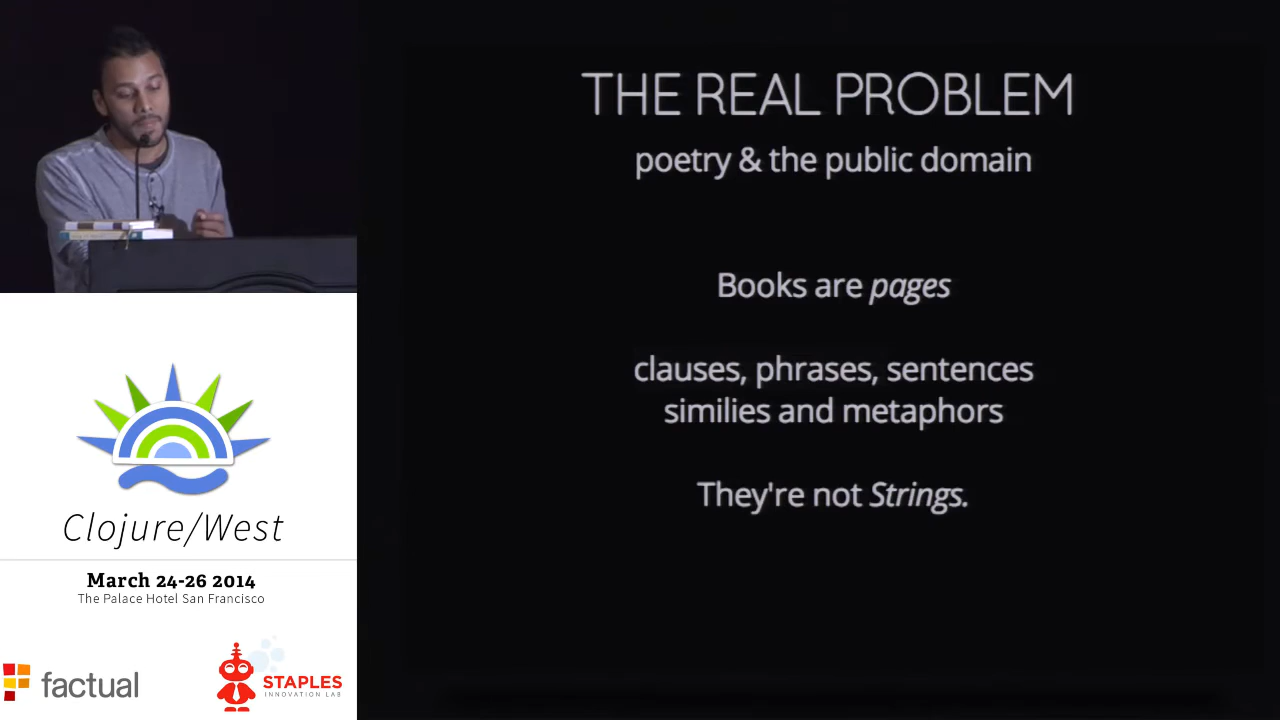 THE REAL PROBLEM
poetry & the public domain
Books are pages
clauses, phrases, sentences
similies and metaphors
They're not Strings.
Clojure/West
March 24-26 2014
The Palace Hotel San Francisco
factual
STAPLES
INNOVATION LAB